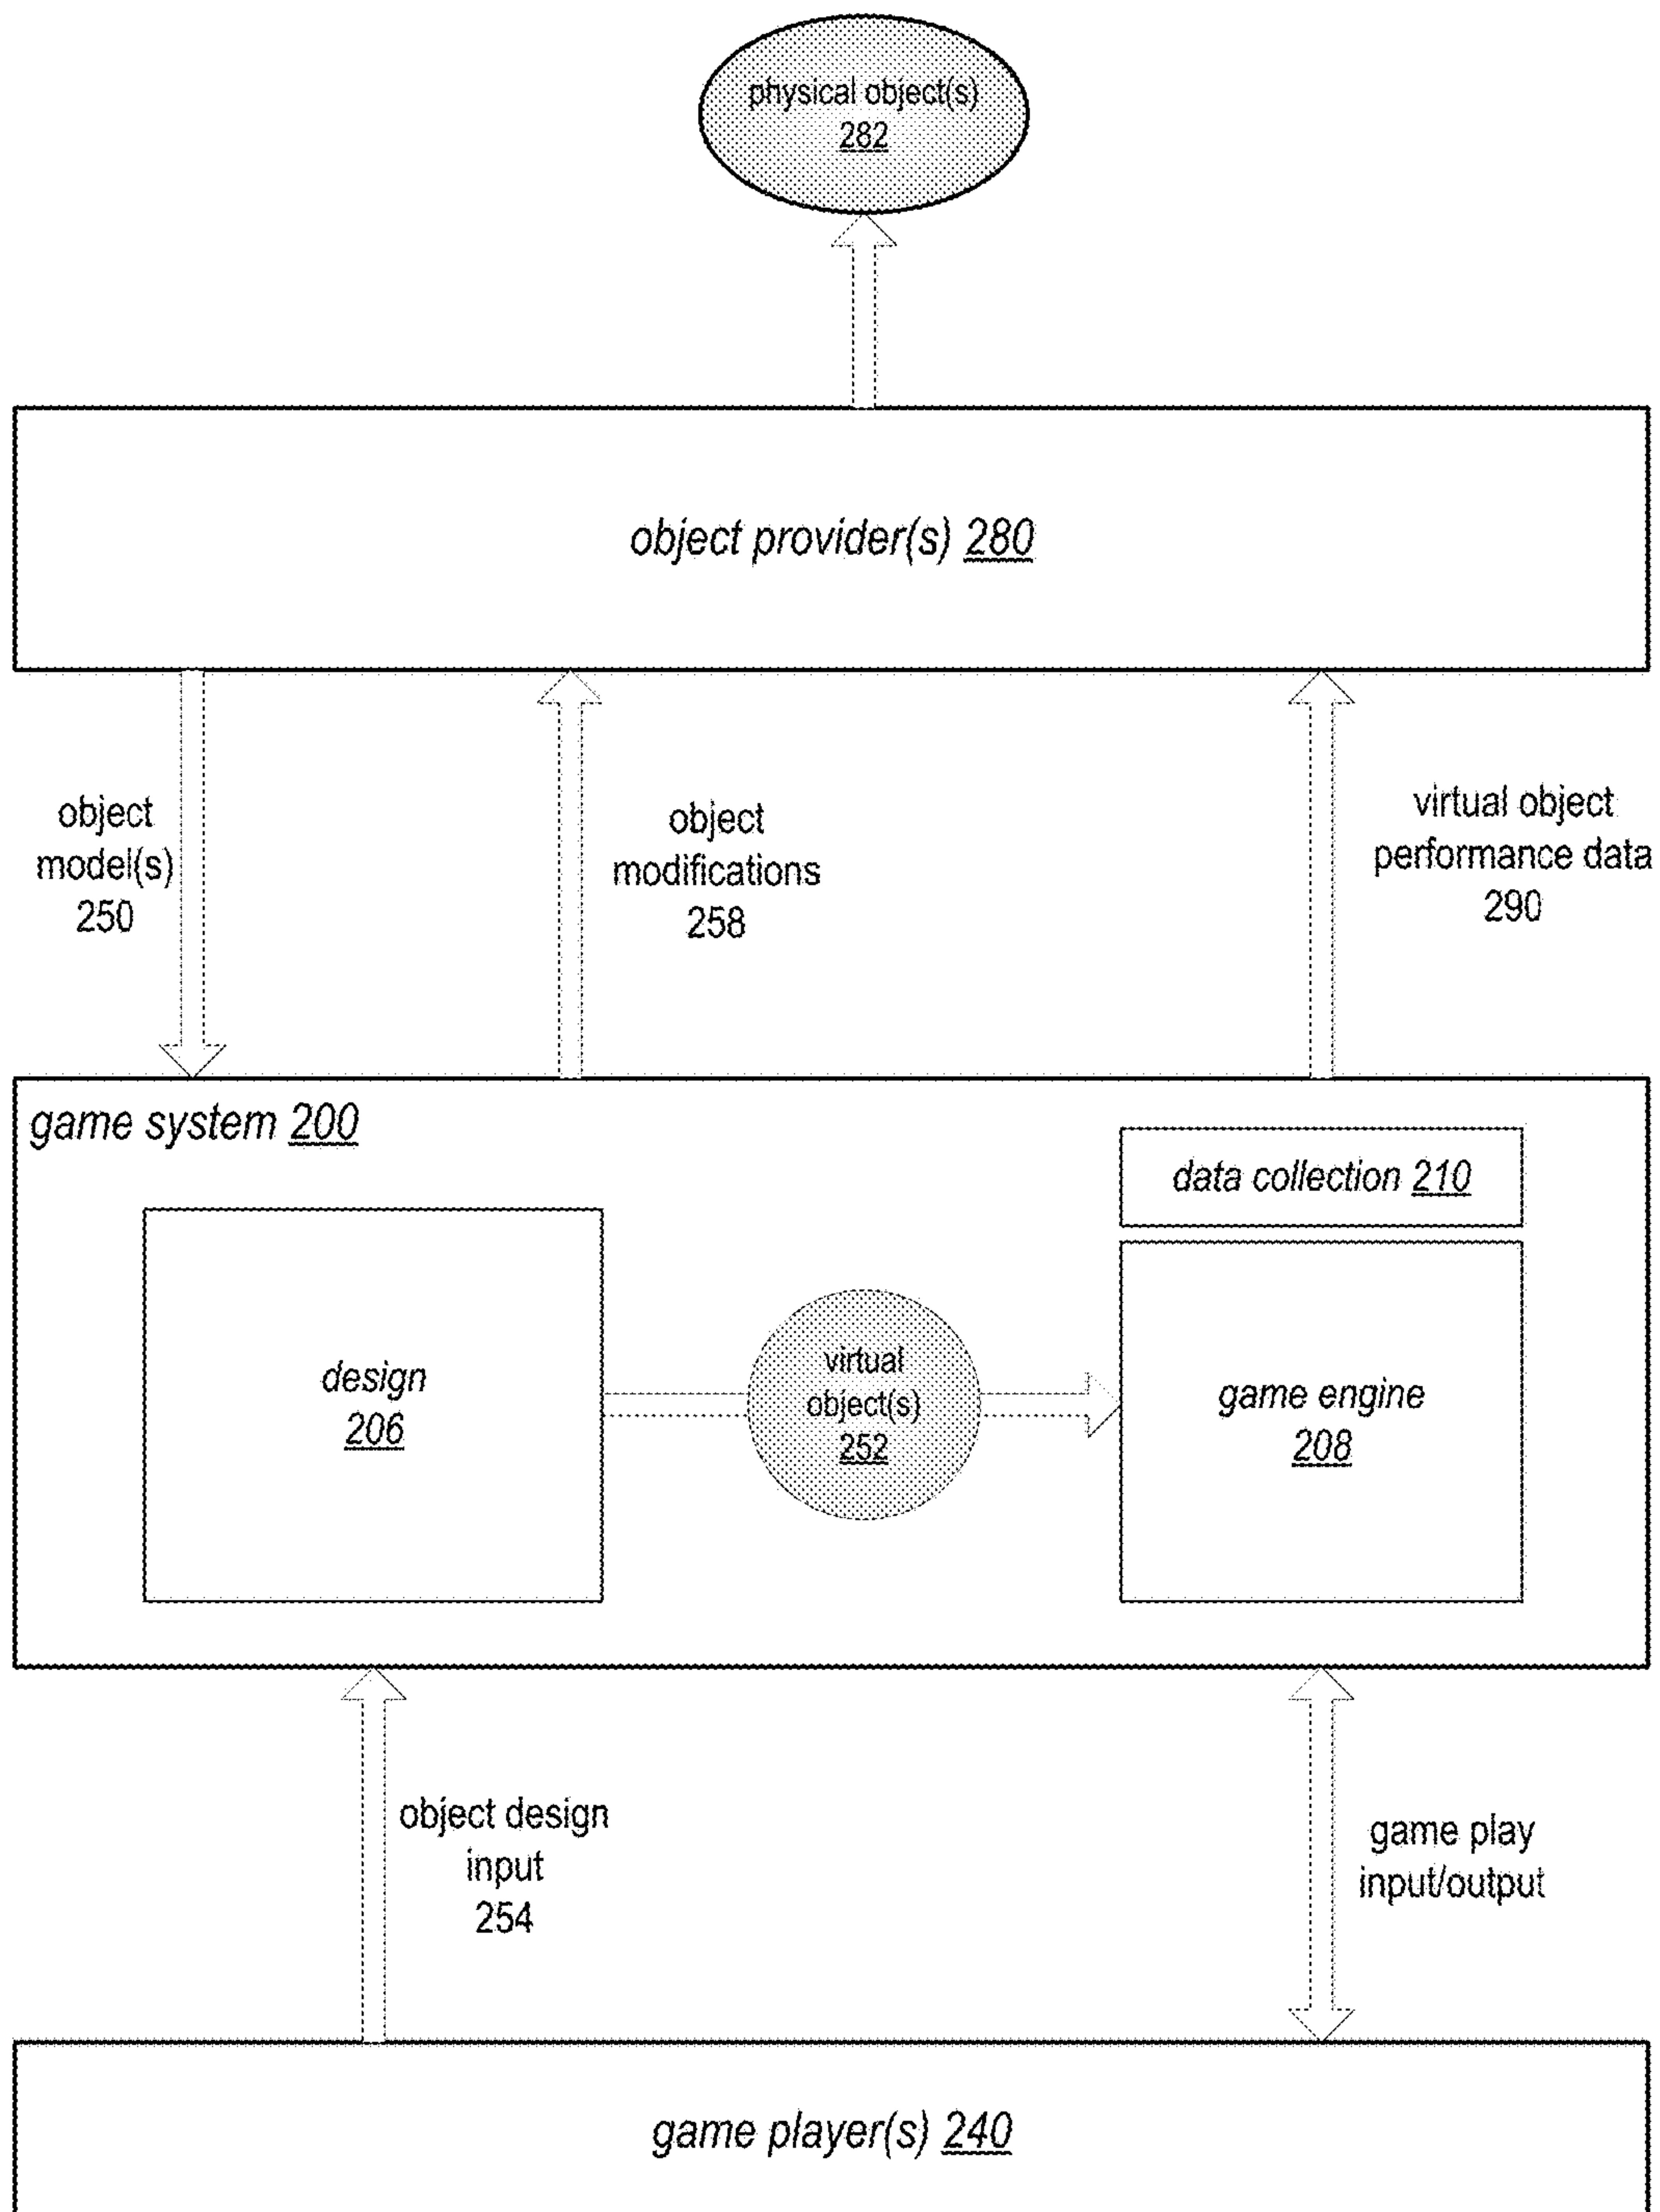 physical object(s)
282
object provider(s) 280
object
model(s)
250
object
modifications
258
virtual object
performance data
290
game system 200
data collection 210
design
206
virtual
object(s)
252
game engine
208
object design
input
254
game play
input/output
game player(s) 240